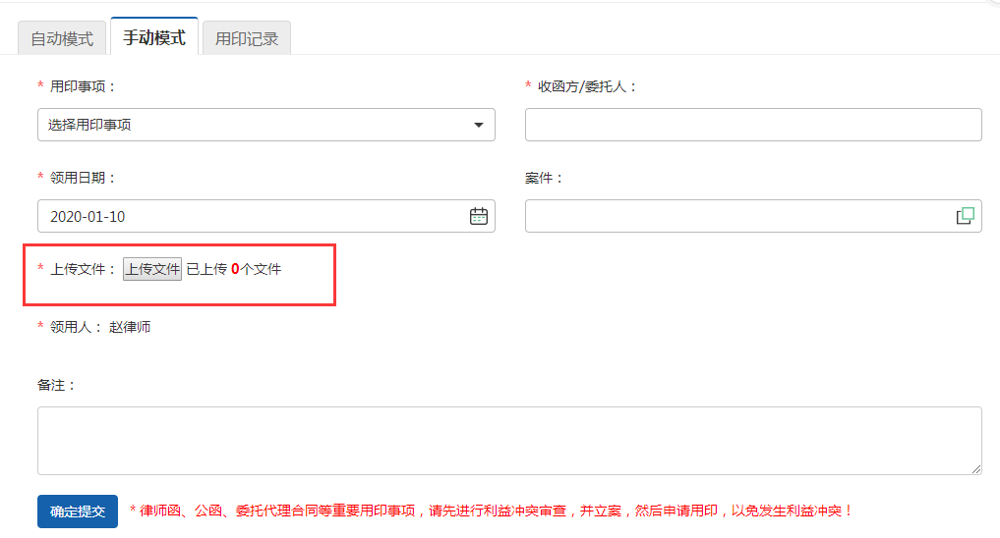 自动模式 手动模式 用印记录
* 用印事项： * 收函方/委托人：
选择用印事项
* 领用日期： 案件：
2020-01-10
* 上传文件： 上传文件 已上传 0个文件
* 领用人： 赵律师
备注：
确定提交 * 律师函、公函、委托代理合同等重要用印事项，请先进行利益冲突审查，并立案，然后申请用印，以免发生利益冲突！